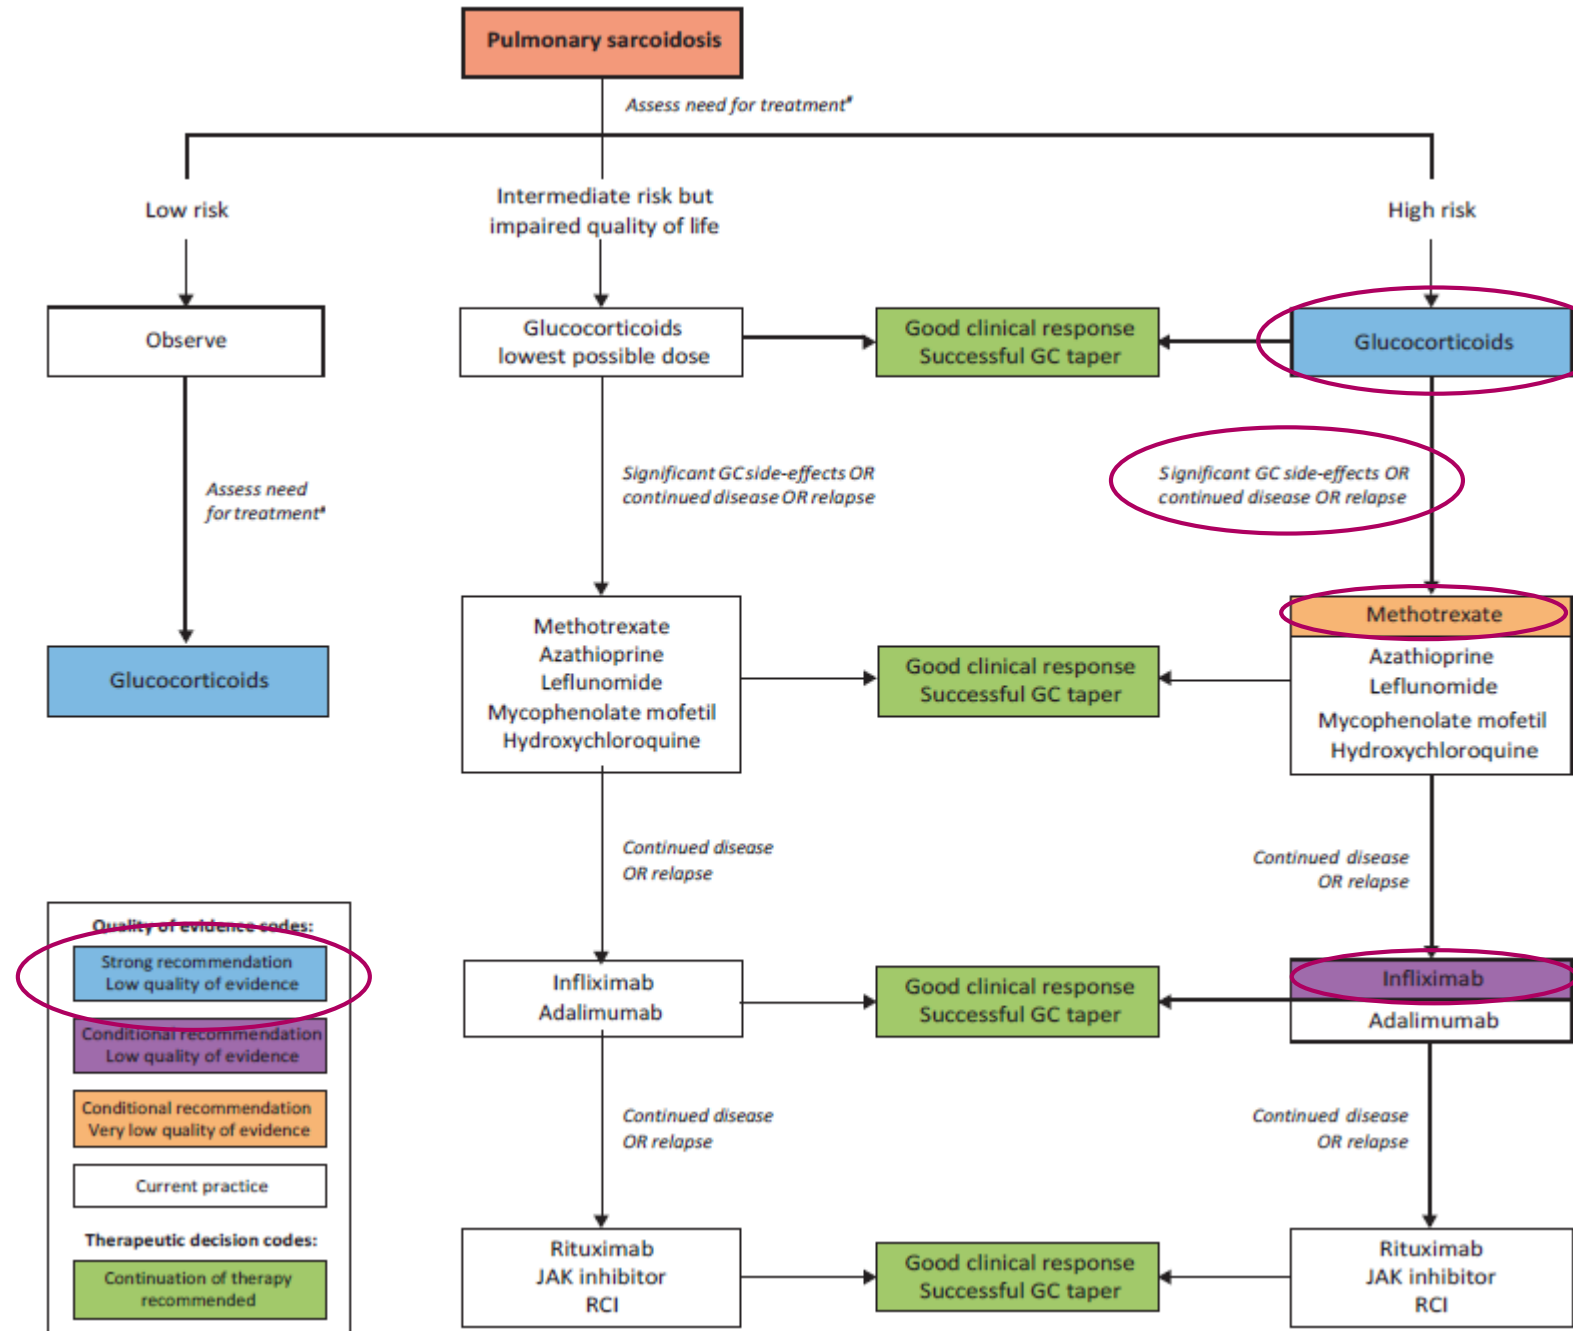 Pulmonary sarcoidosis
Assess need for treatment#
Low risk
Intermediate risk but
impaired quality of life
High risk
Observe
Glucocorticoids
lowest possible dose
Good clinical response
Successful GC taper
Glucocorticoids
Assess need
for treatment#
Significant GC side-effects OR
continued disease OR relapse
Significant GC side-effects OR
continued disease OR relapse
Glucocorticoids
Methotrexate
Azathioprine
Leflunomide
Mycophenolate mofetil
Hydroxychloroquine
Good clinical response
Successful GC taper
Methotrexate
Azathioprine
Leflunomide
Mycophenolate mofetil
Hydroxychloroquine
Continued disease
OR relapse
Continued disease
OR relapse
Infliximab
Adalimumab
Good clinical response
Successful GC taper
Infliximab
Adalimumab
Continued disease
OR relapse
Continued disease
OR relapse
Rituximab
JAK inhibitor
RCI
Good clinical response
Successful GC taper
Rituximab
JAK inhibitor
RCI
Quality of evidence codes:
Strong recommendation
Low quality of evidence
Conditional recommendation
Low quality of evidence
Conditional recommendation
Very low quality of evidence
Current practice
Therapeutic decision codes:
Continuation of therapy
recommended